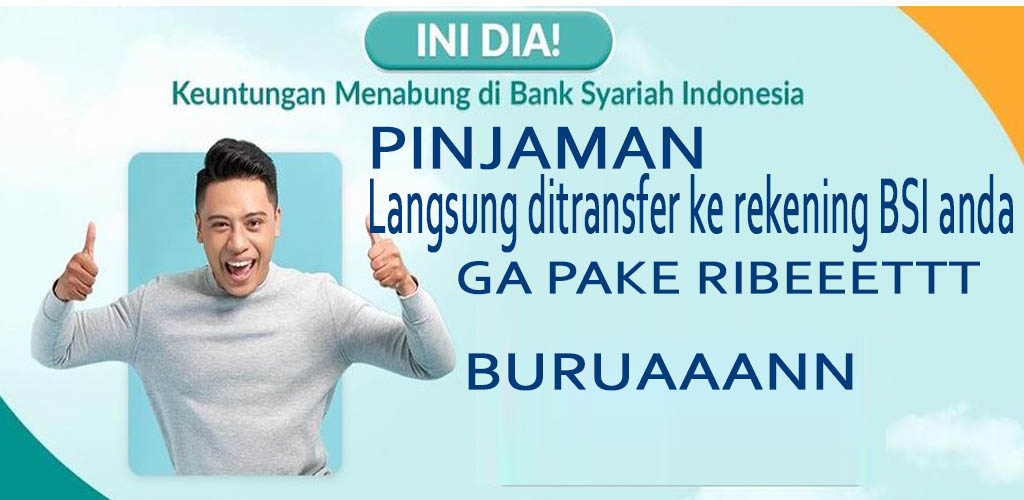 INI DIA!
Keuntungan Menabung di Bank Syariah Indonesia
PINJAMAN
Langsung ditransfer ke rekening BSI anda
GA PAKE RIBEEETTT
BURUAAANN